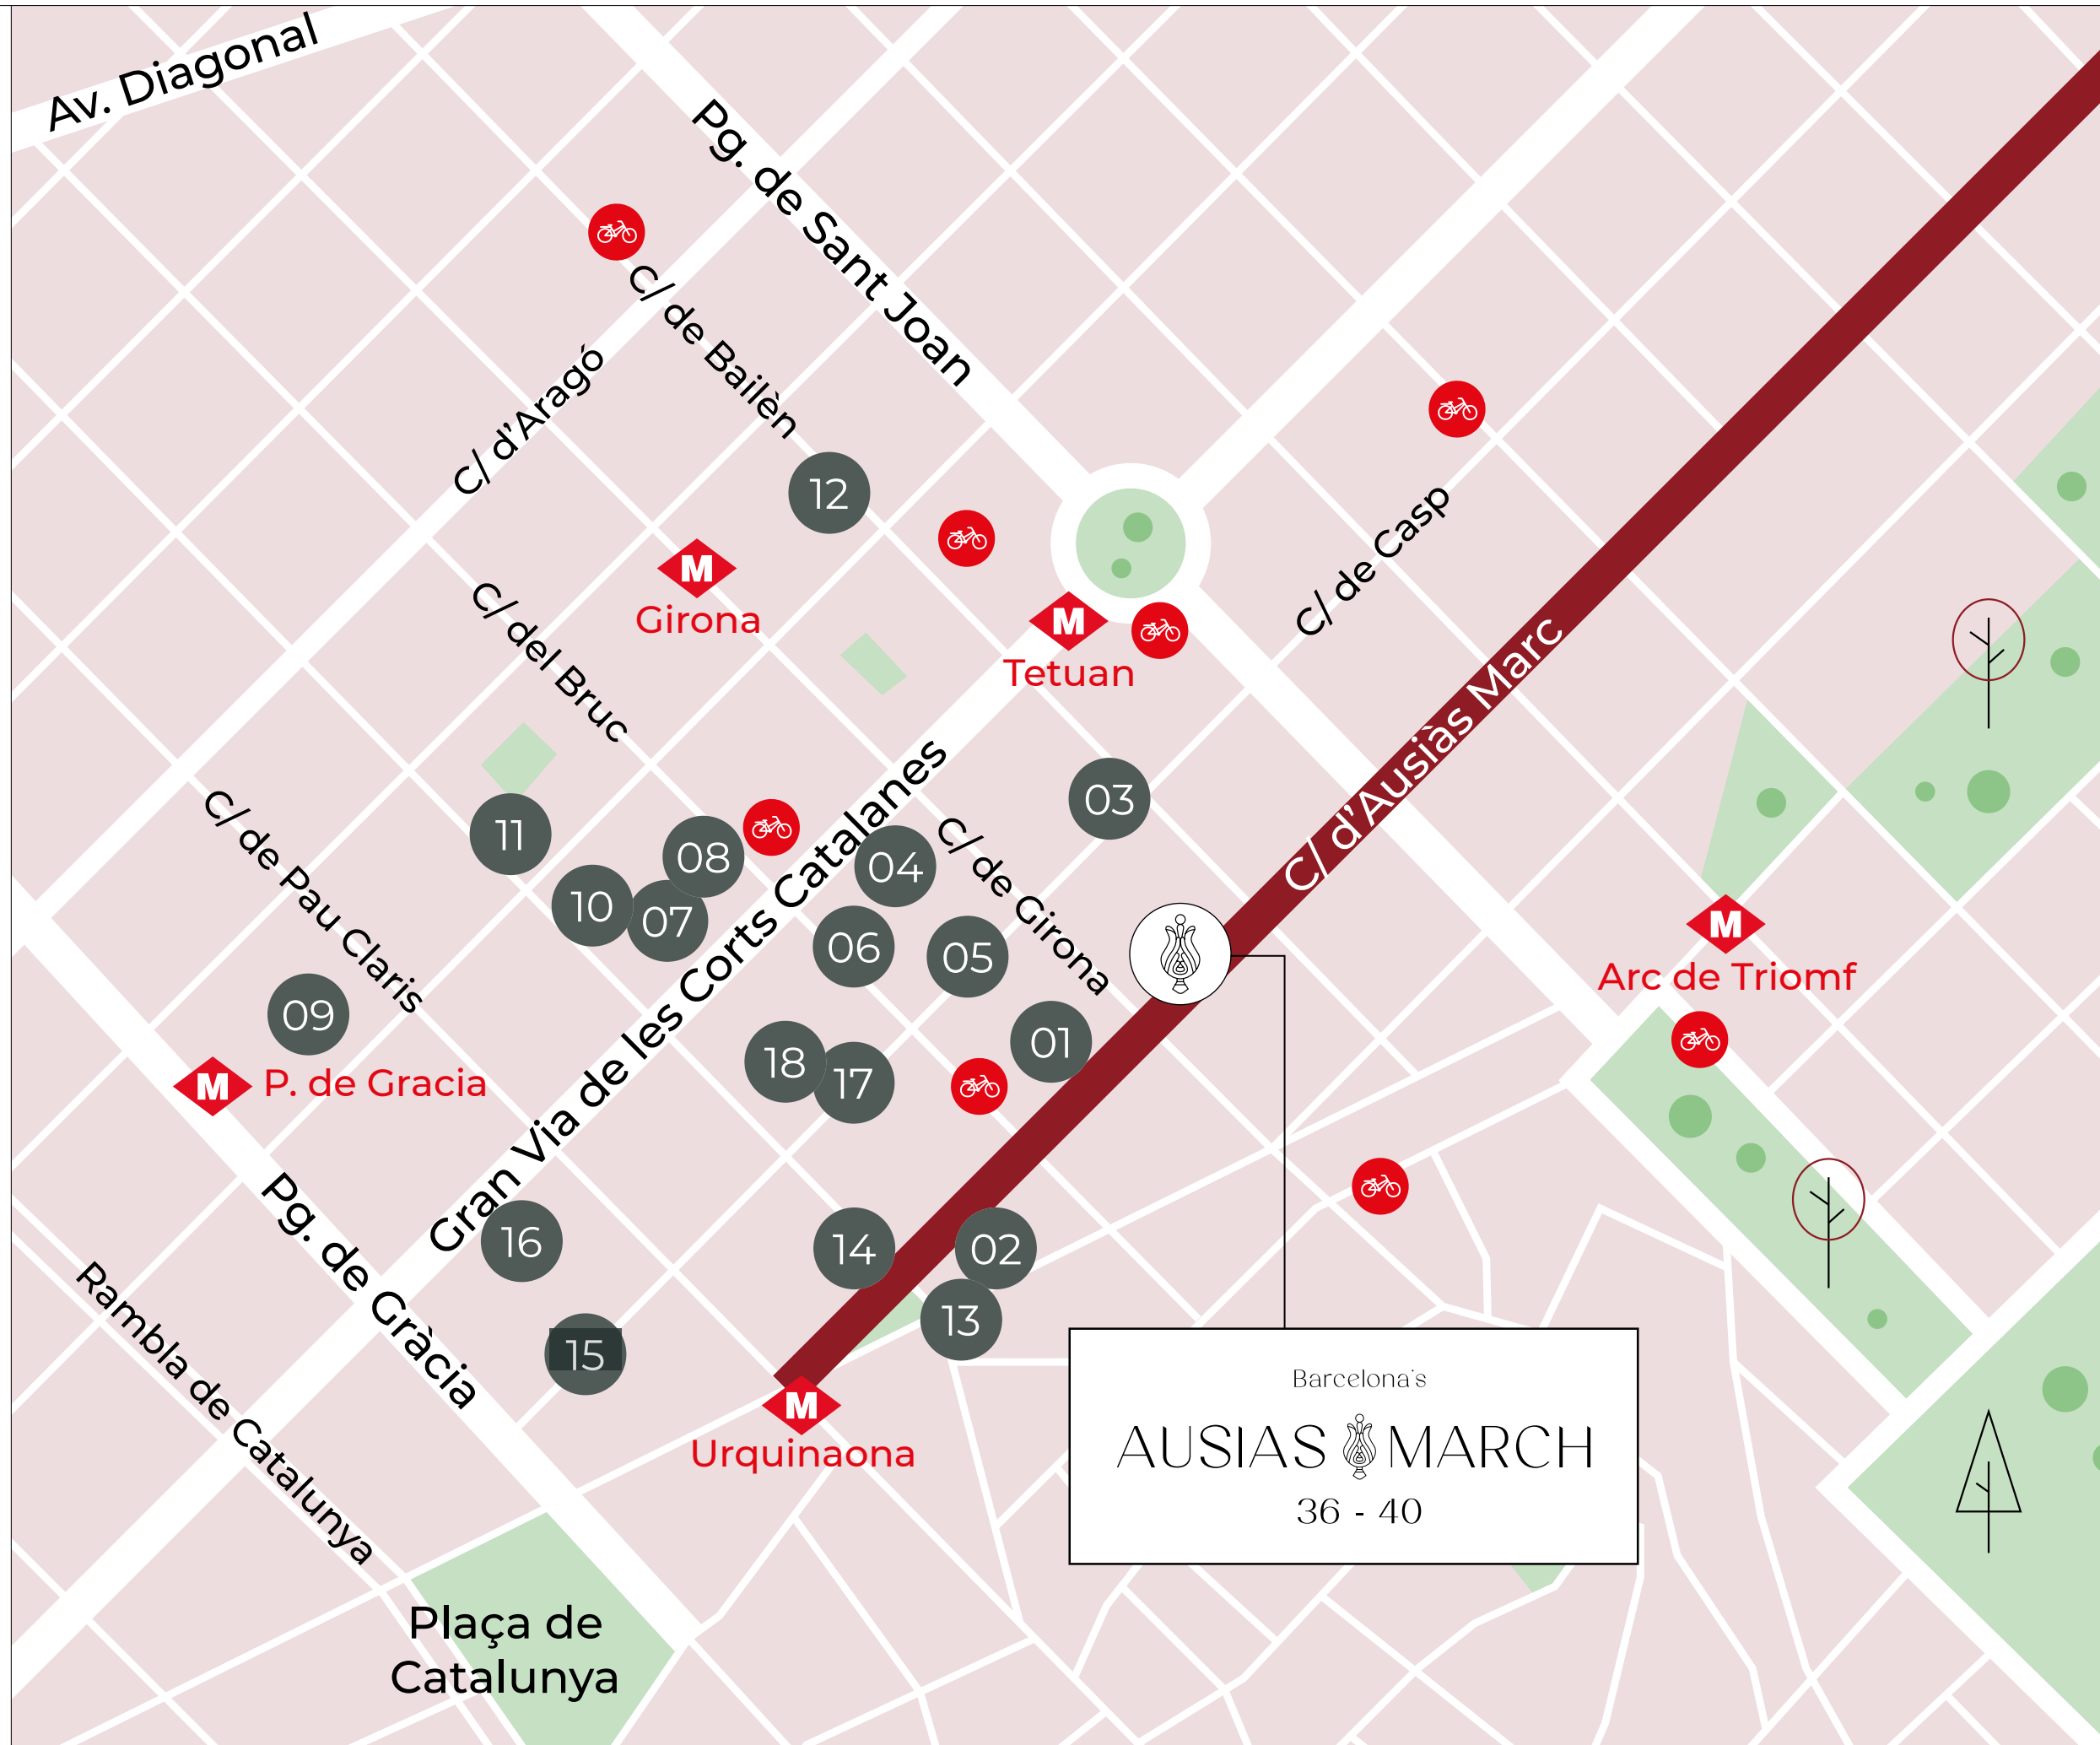 Av. Diagonal
Pg. de Sant Joan
C/ de Bailèn
C/ d'Aragó
12
C/ de Casp
M
Girona
M
Tetuan
C/ del Bruc
C/ d'Ausiàs Marc
03
C/ de Pau Claris
11
08
04
C/ de Girona
10
07
06
05
Gran Via de les Corts Catalanes
M
Arc de Triomf
09
01
M
P. de Gracia
18
17
Pg. de Gràcia
16
14
02
13
15
Rambla de Catalunya
M
Urquinaona
Barcelona's
AUSIAS MARCH
36 - 40
Plaça de
Catalunya